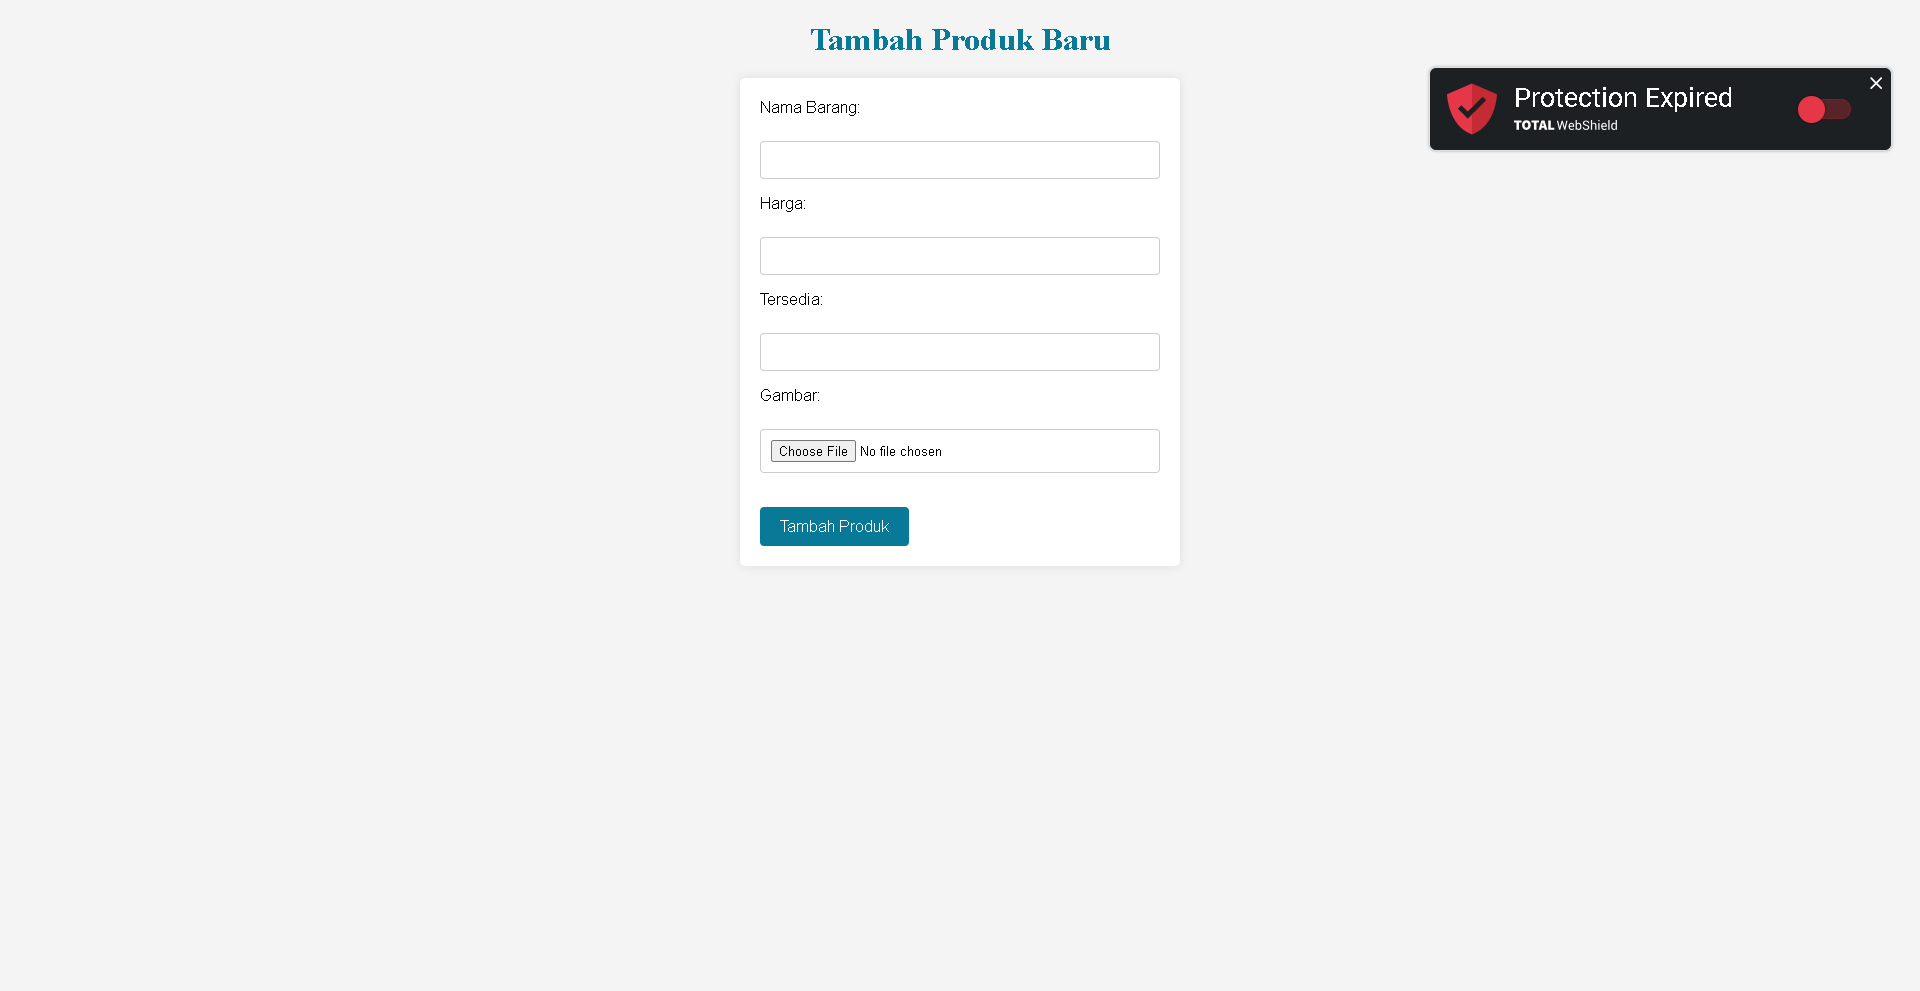 Tambah Produk Baru
Protection Expired
TOTAL WebShield
Nama Barang:
Harga:
Tersedia:
Gambar:
Choose File No file chosen
Tambah Produk